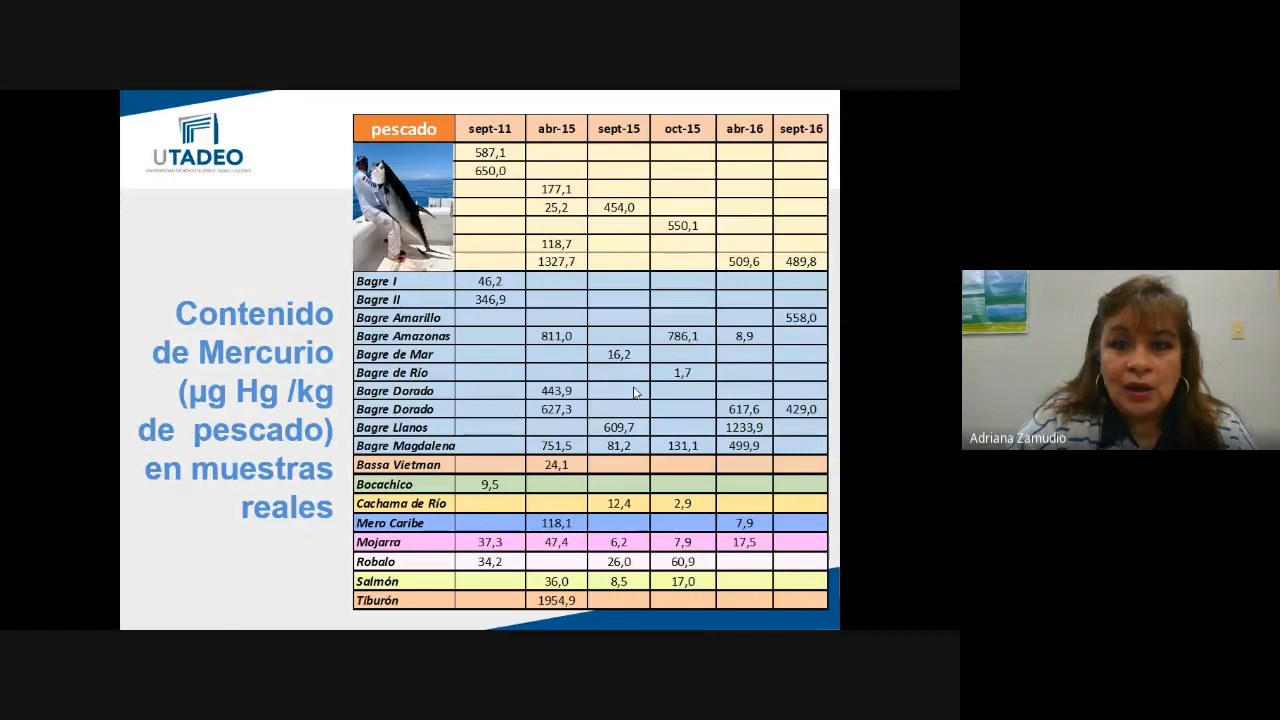 UTADEO
UNIVERSIDAD DE BOGOTÁ JORGE TADEO LOZANO
Contenido
de Mercurio
(µg Hg /kg
de pescado)
en muestras
reales
pescado sept-11 abr-15 sept-15 oct-15 abr-16 sept-16
587,1
650,0
177,1
25,2 454,0
550,1
118,7
1327,7 509,6 489,8
Bagre I 46,2
Bagre II 346,9
Bagre Amarillo 558,0
Bagre Amazonas 811,0 786,1 8,9
Bagre de Mar 16,2
Bagre de Río 1,7
Bagre Dorado 443,9
Bagre Dorado 627,3 617,6 429,0
Bagre Llanos 609,7 1233,9
Bagre Magdalena 751,5 81,2 131,1 499,9
Bassa Vietman 24,1
Bocachico 9,5
Cachama de Río 12,4 2,9
Mero Caribe 118,1 7,9
Mojarra 37,3 47,4 6,2 7,9 17,5
Robalo 34,2 26,0 60,9
Salmón 36,0 8,5 17,0
Tiburón 1954,9
Adriana Zamudio